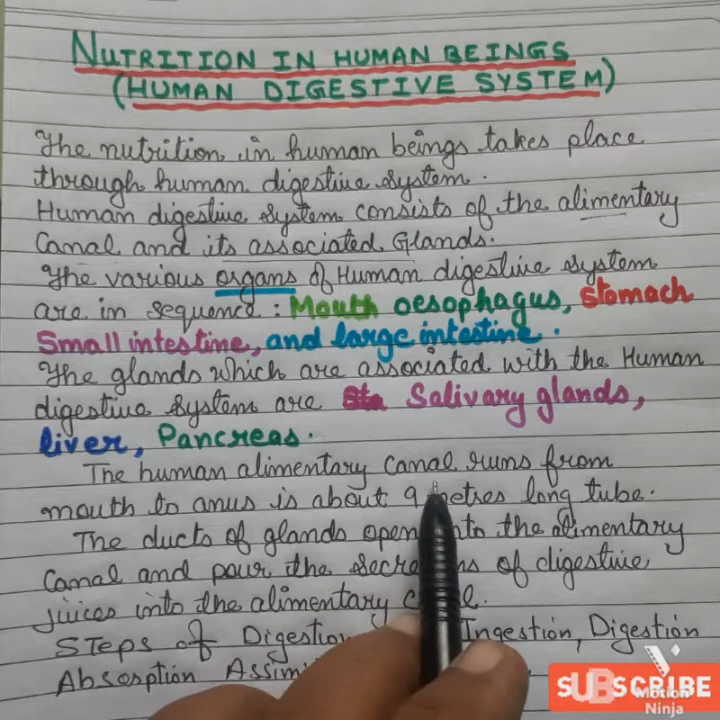 NUTRITION IN HUMAN BEINGS
(HUMAN DIGESTIVE SYSTEM)
The nutrition in human beings takes place
through human digestive system.
Human digestive system consists of the alimentary
Canal and its associated Glands.
The various organs of Human digestive system
are in sequence: Mouth oesophagus, Stomach
Small intestine, and large intestine.
The glands which are associated with the Human
digestive system are Sta Salivary glands,
liver, Pancreas.
The human alimentary canal runs from
mouth to anus is about 9 metres long tube.
The ducts of glands open into the alimentary
Canal and pour the secretions of digestive
juices into the alimentary
Steps of Digestion Ingestion, Digestion
Absorption
SUBSCRIBE
Motion
Ninja